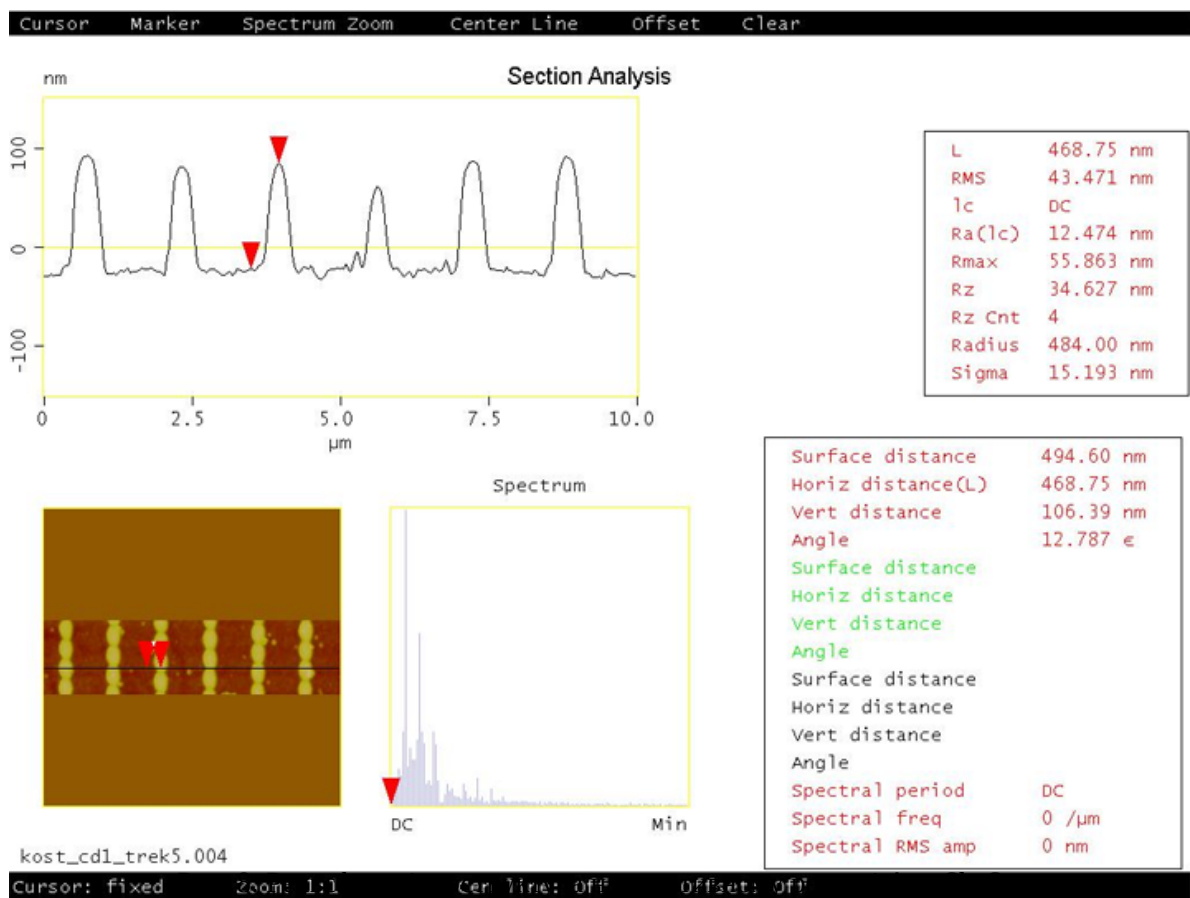 Cursor Marker Spectrum Zoom Center Line Offset Clear
nm
Section Analysis
100
0
-100
0 2.5 5.0 7.5 10.0
µm
L 468.75 nm
RMS 43.471 nm
lc DC
Ra(lc) 12.474 nm
Rmax 55.863 nm
Rz 34.627 nm
Rz Cnt 4
Radius 484.00 nm
Sigma 15.193 nm
Spectrum
DC Min
Surface distance 494.60 nm
Horiz distance(L) 468.75 nm
Vert distance 106.39 nm
Angle 12.787 €
Surface distance
Horiz distance
Vert distance
Angle
Surface distance
Horiz distance
Vert distance
Angle
Spectral period DC
Spectral freq 0 /µm
Spectral RMS amp 0 nm
kost_cd1_trek5.004
Cursor: fixed Zoom: 1:1 Cen line: Off Offset: Off